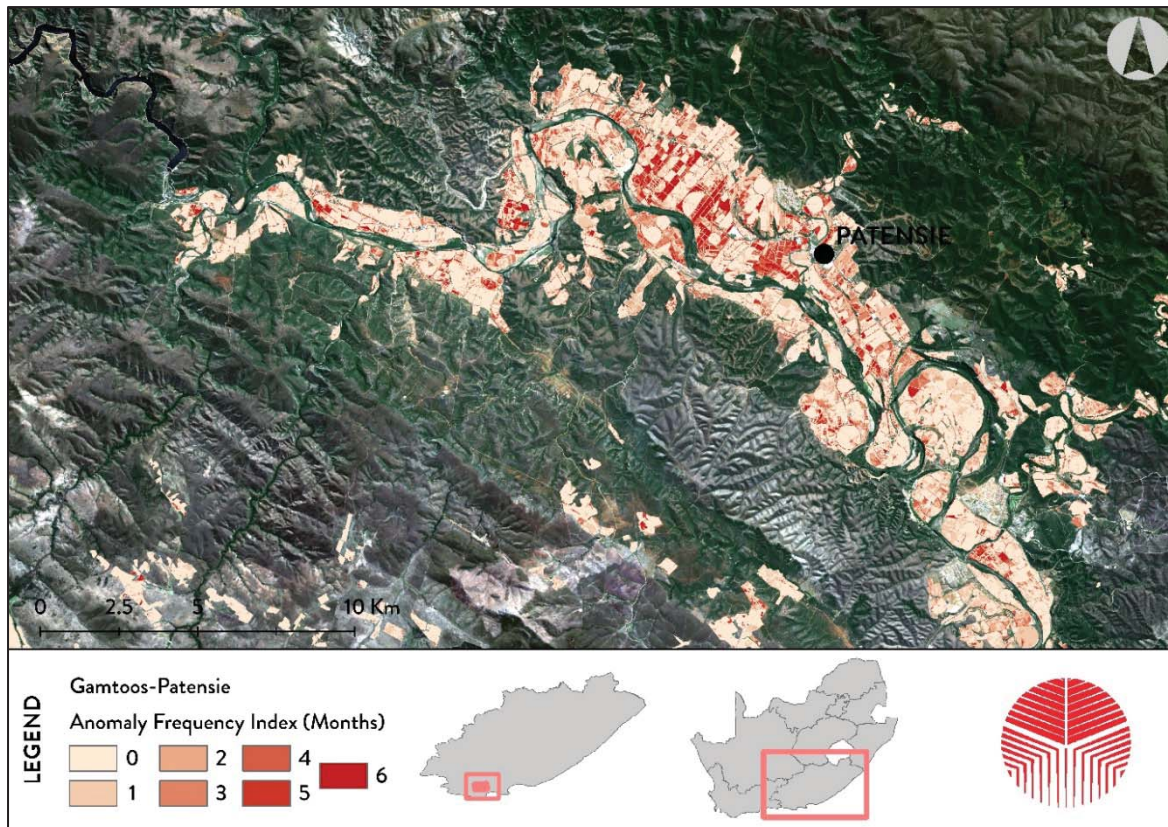 PATENSIE
0 2.5 5 10 Km
LEGEND
Gamtoos-Patensie
Anomaly Frequency Index (Months)
0 2 4 6
1 3 5